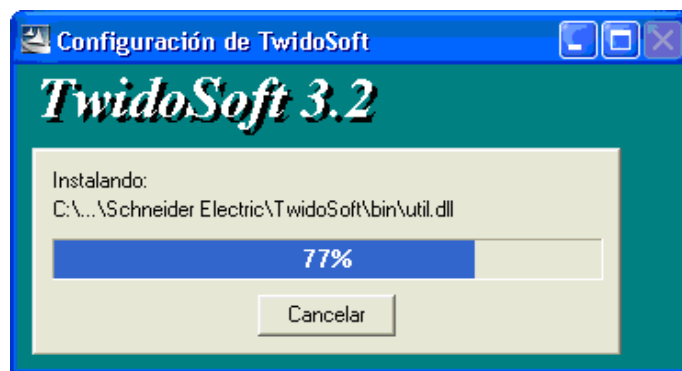 Configuración de TwidoSoft
TwidoSoft 3.2
Instalando:
C:\...\Schneider Electric\TwidoSoft\bin\util.dll
77%
Cancelar